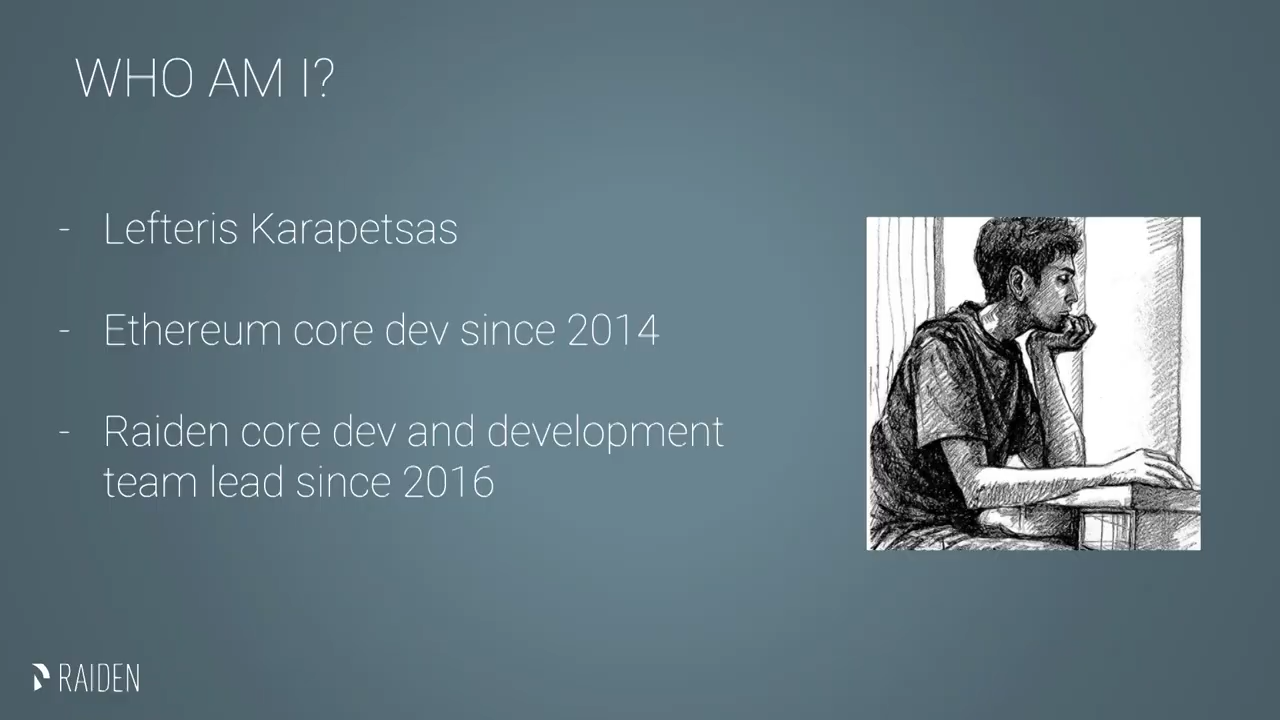 WHO AM I?
- Lefteris Karapetsas
- Ethereum core dev since 2014
- Raiden core dev and development
team lead since 2016
RAIDEN